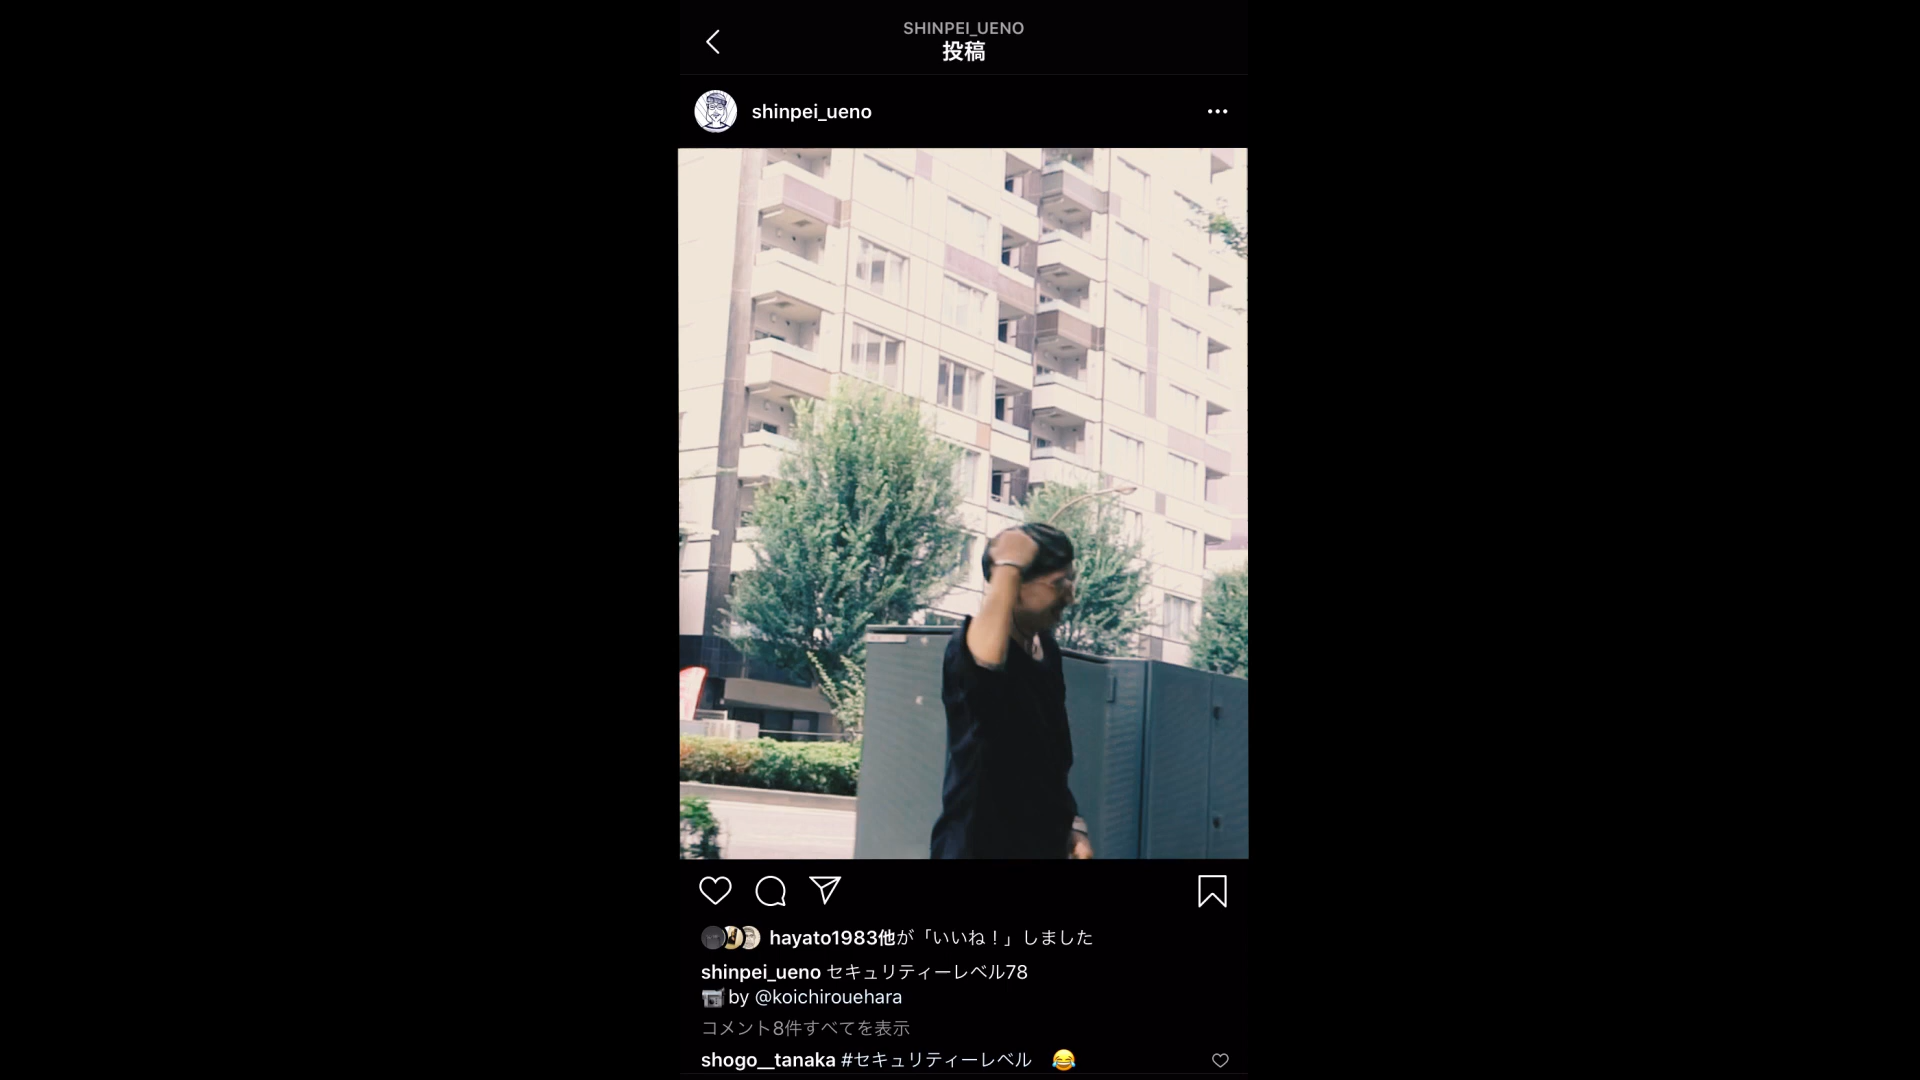 SHINPEI_UENO
投稿
shinpei_ueno
hayato1983他が「いいね！」しました
shinpei_ueno セキュリティーレベル78
by @koichirouehara
コメント8件すべてを表示
shogo__tanaka #セキュリティーレベル 😂